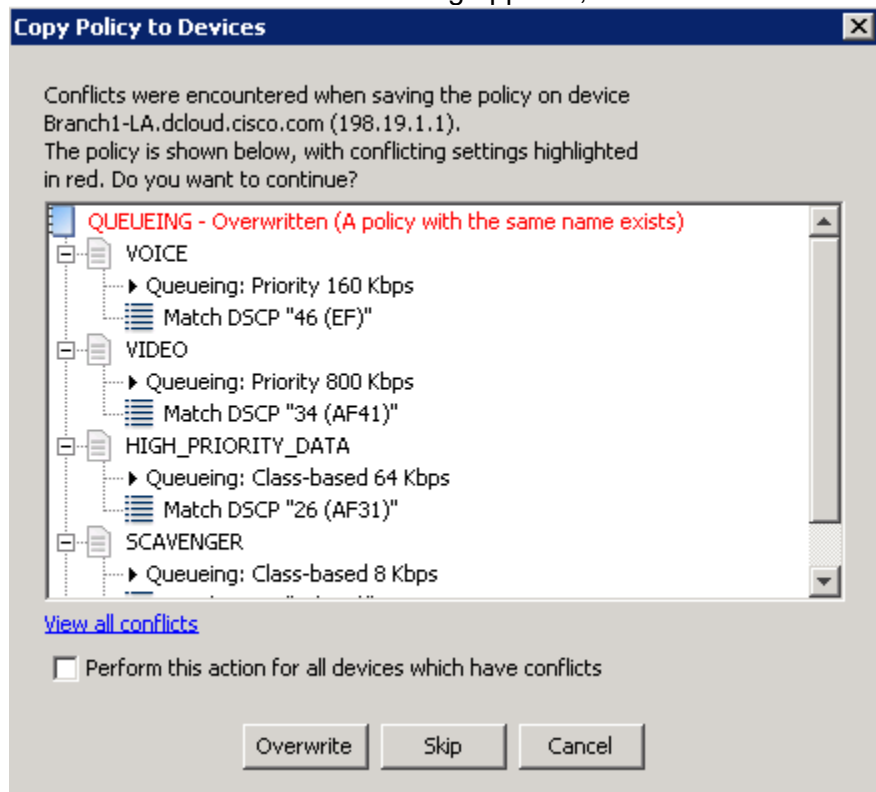 Copy Policy to Devices
Conflicts were encountered when saving the policy on device
Branch1-LA.dcloud.cisco.com (198.19.1.1).
The policy is shown below, with conflicting settings highlighted
in red. Do you want to continue?
QUEUEING - Overwritten (A policy with the same name exists)
VOICE
Queueing: Priority 160 Kbps
Match DSCP "46 (EF)"
VIDEO
Queueing: Priority 800 Kbps
Match DSCP "34 (AF41)"
HIGH_PRIORITY_DATA
Queueing: Class-based 64 Kbps
Match DSCP "26 (AF31)"
SCAVENGER
Queueing: Class-based 8 Kbps
View all conflicts
Perform this action for all devices which have conflicts
Overwrite Skip Cancel